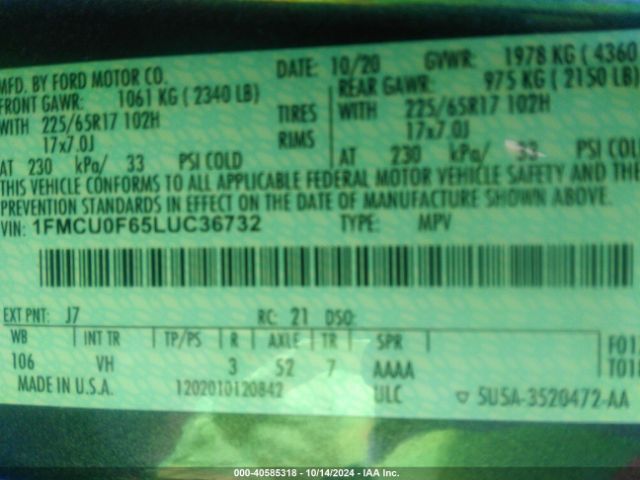 MFD. BY FORD MOTOR CO.
DATE: 10/20
GVWR: 1978 KG ( 4360
FRONT GAWR: 1061 KG ( 2340 LB)
REAR GAWR: 975 KG ( 2150 LB)
WITH 225/65R17 102H
TIRES
WITH 225/65R17 102H
17x7.0J
RIMS
17x7.0J
AT 230 kPa/ 33 PSI COLD
AT 230 kPa/ 33 PSI COL
THIS VEHICLE CONFORMS TO ALL APPLICABLE FEDERAL MOTOR VEHICLE SAFETY AND THE
PREVENTION STANDARDS IN EFFECT ON THE DATE OF MANUFACTURE SHOWN ABOVE.
VIN: 1FMCU0F65LUC36732
TYPE: MPV
EXT PNT: J7
RC: 21 DSO:
WB INT TR TP/PS R AXLE TR SPR
106 VH 3 52 7 AAAA
MADE IN U.S.A.
1202010120842
ULC
SU5A-3520472-AA
000-40585318 - 10/14/2024 - IAA Inc.